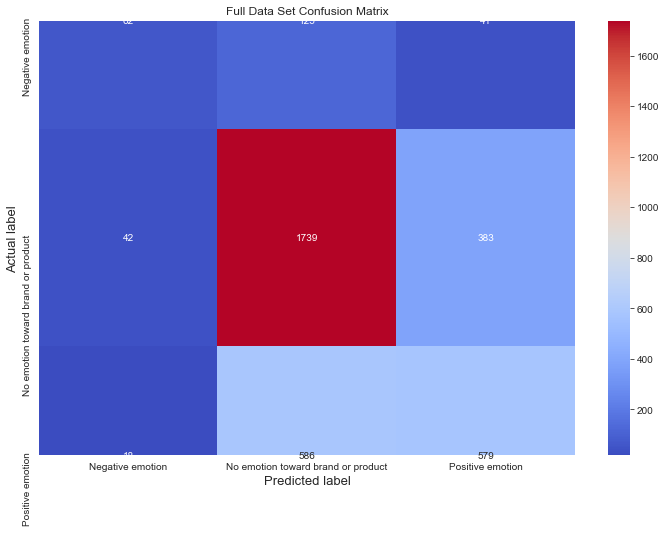 Full Data Set Confusion Matrix
Negative emotion
No emotion toward brand or product
Positive emotion
Actual label
42 1739 383
586 579
Negative emotion No emotion toward brand or product Positive emotion
Predicted label
1600
1400
1200
1000
800
600
400
200